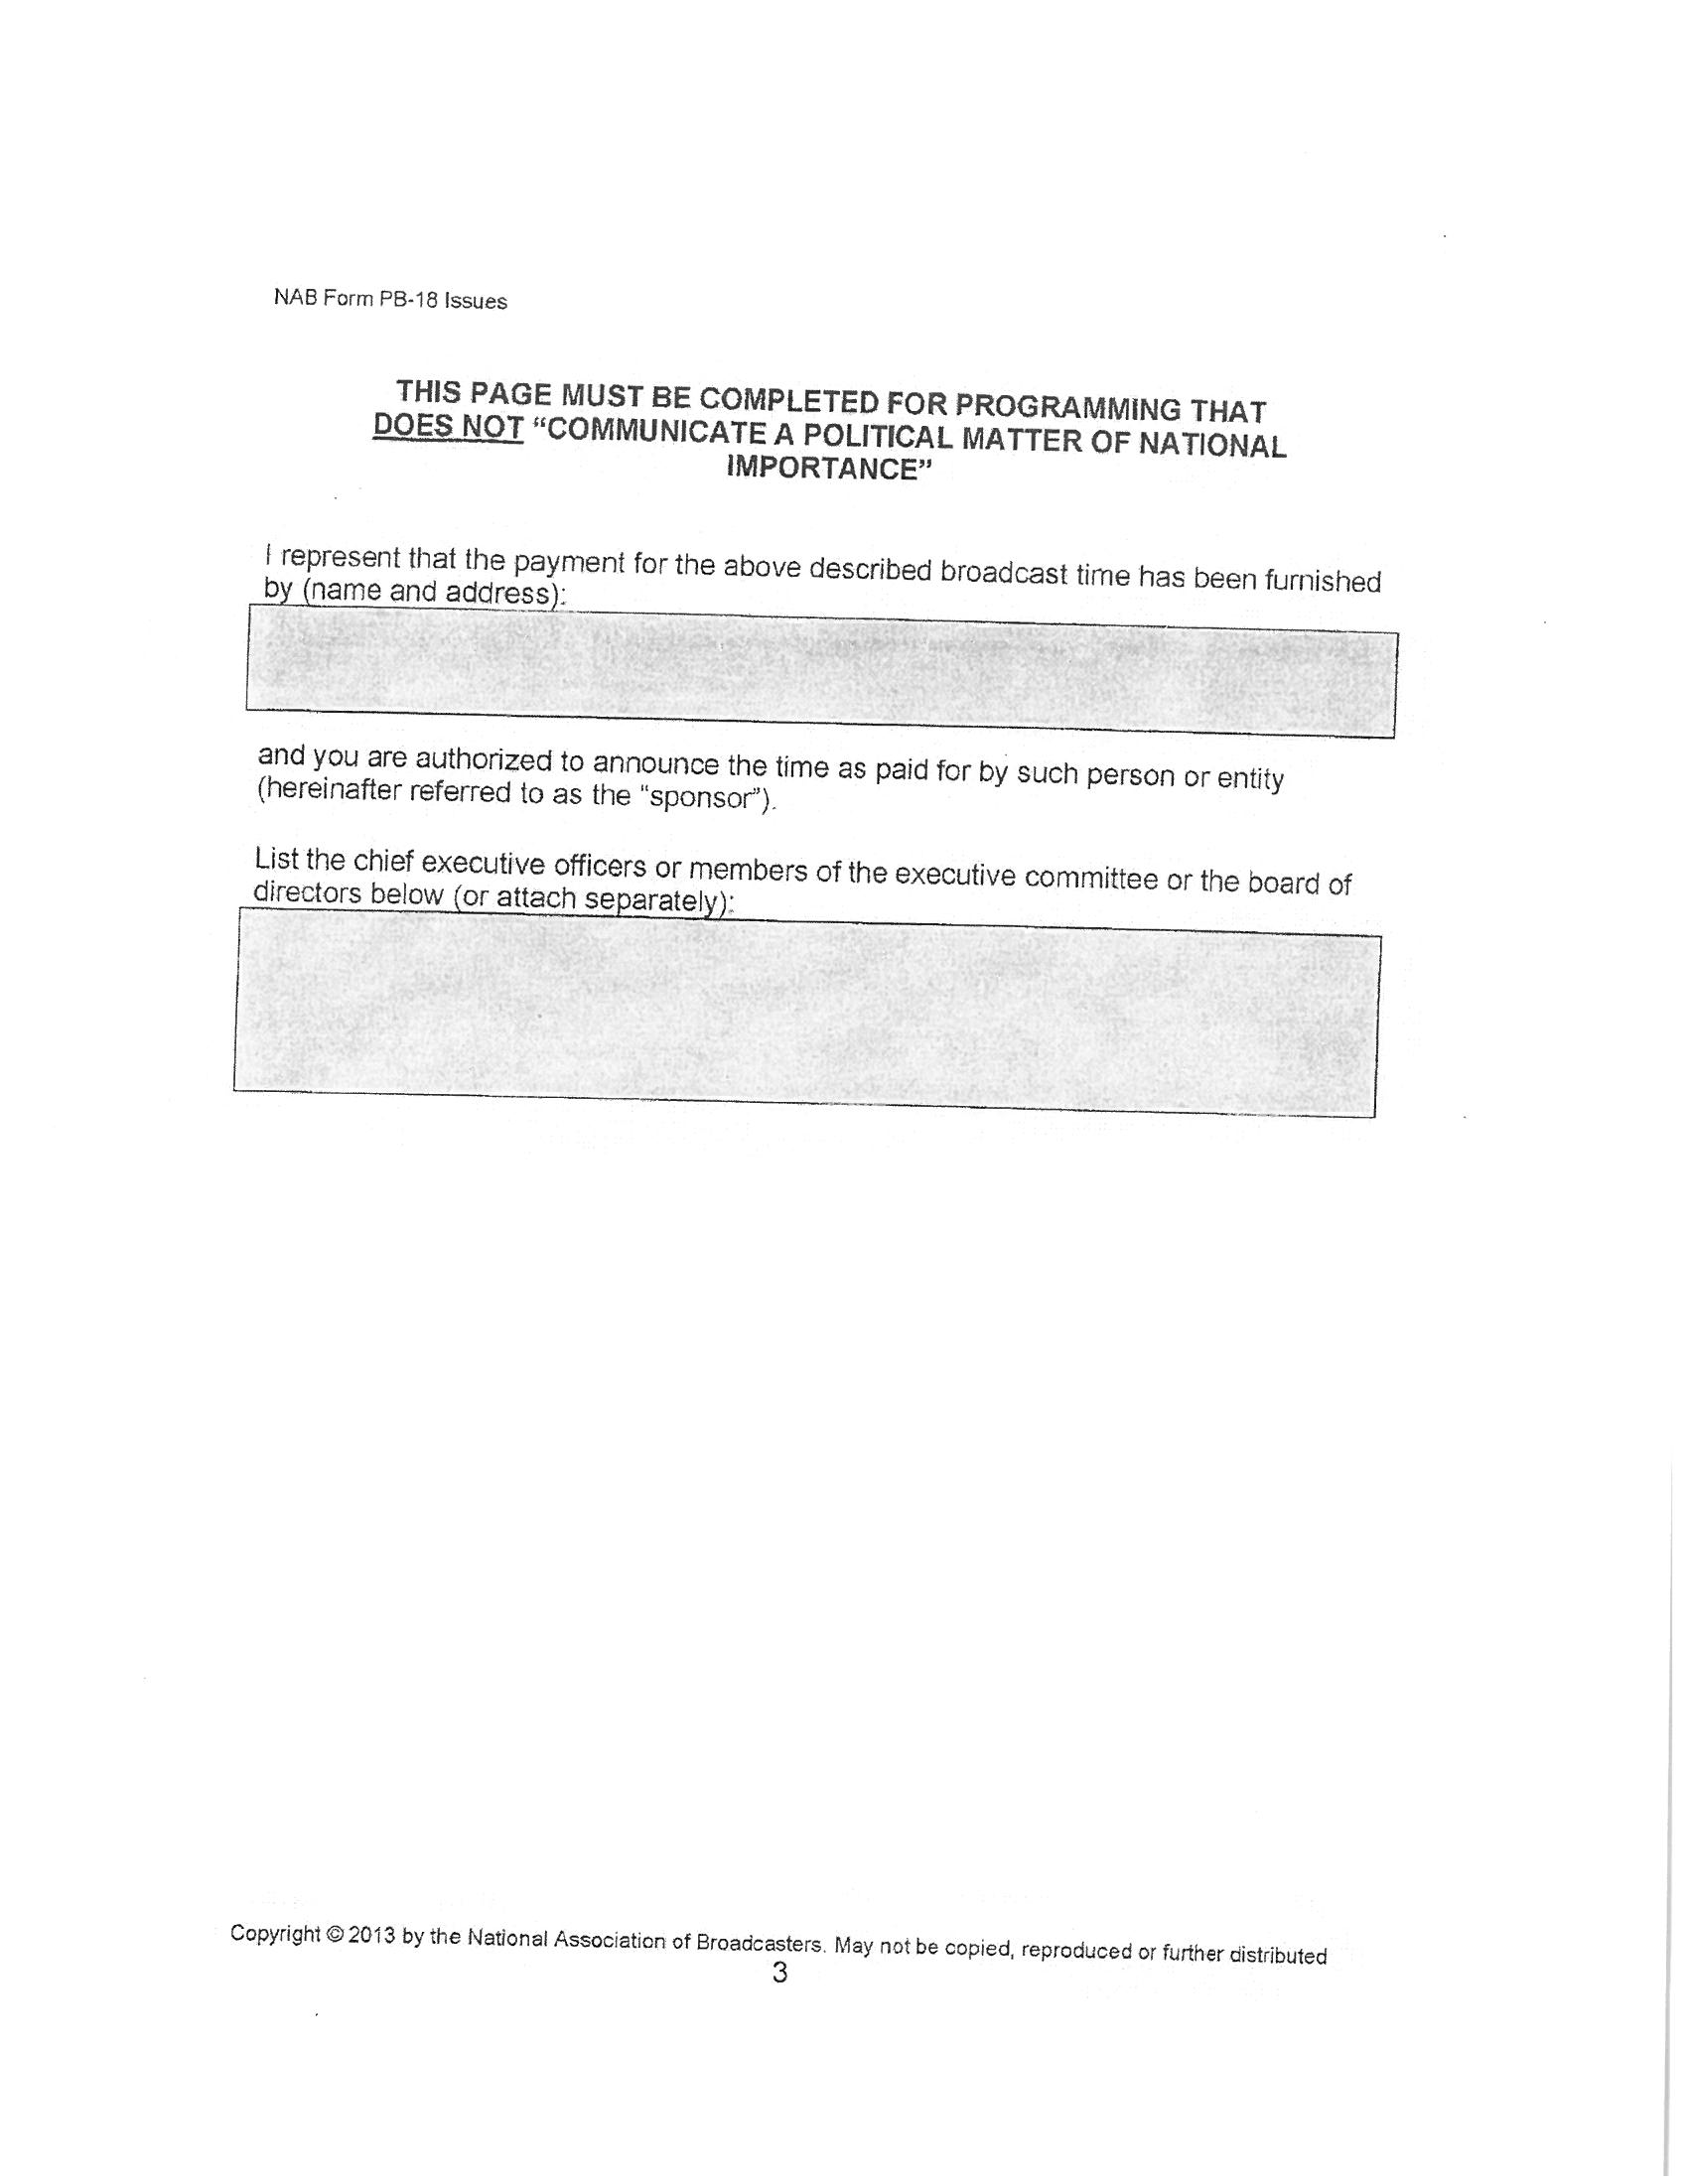 NAB Form PB-18 Issues
THIS PAGE MUST BE COMPLETED FOR PROGRAMMING THAT
DOES NOT “COMMUNICATE A POLITICAL MATTER OF NATIONAL
IMPORTANCE”
I represent that the payment for the above described broadcast time has been furnished
by (name and address):
and you are authorized to announce the time as paid for by such person or entity
(hereinafter referred to as the "sponsor").
List the chief executive officers or members of the executive committee or the board of
directors below (or attach separately):
Copyright © 2013 by the National Association of Broadcasters. May not be copied, reproduced or further distributed
3